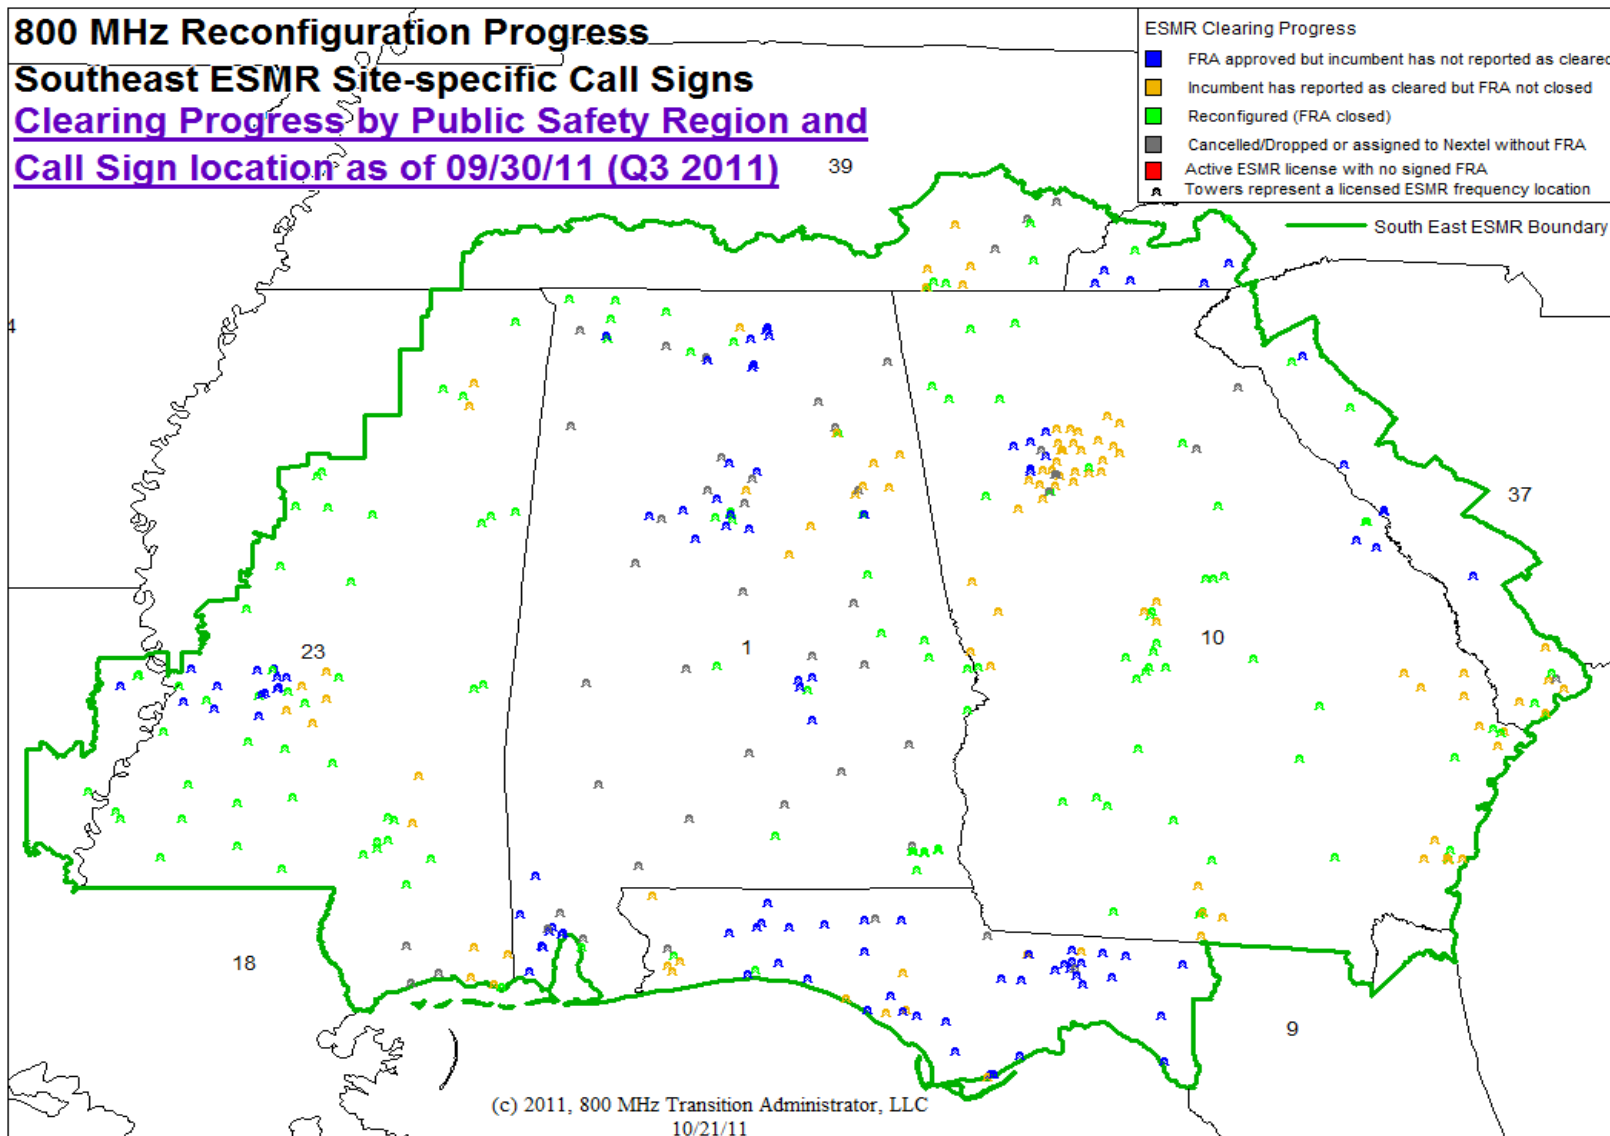 800 MHz Reconfiguration Progress
Southeast ESMR Site-specific Call Signs
Clearing Progress by Public Safety Region and
Call Sign location as of 09/30/11 (Q3 2011)
ESMR Clearing Progress
FRA approved but incumbent has not reported as cleared
Incumbent has reported as cleared but FRA not closed
Reconfigured (FRA closed)
Cancelled/Dropped or assigned to Nextel without FRA
Active ESMR license with no signed FRA
Towers represent a licensed ESMR frequency location
South East ESMR Boundary
39
4
37
23
1
10
18
9
(c) 2011, 800 MHz Transition Administrator, LLC
10/21/11